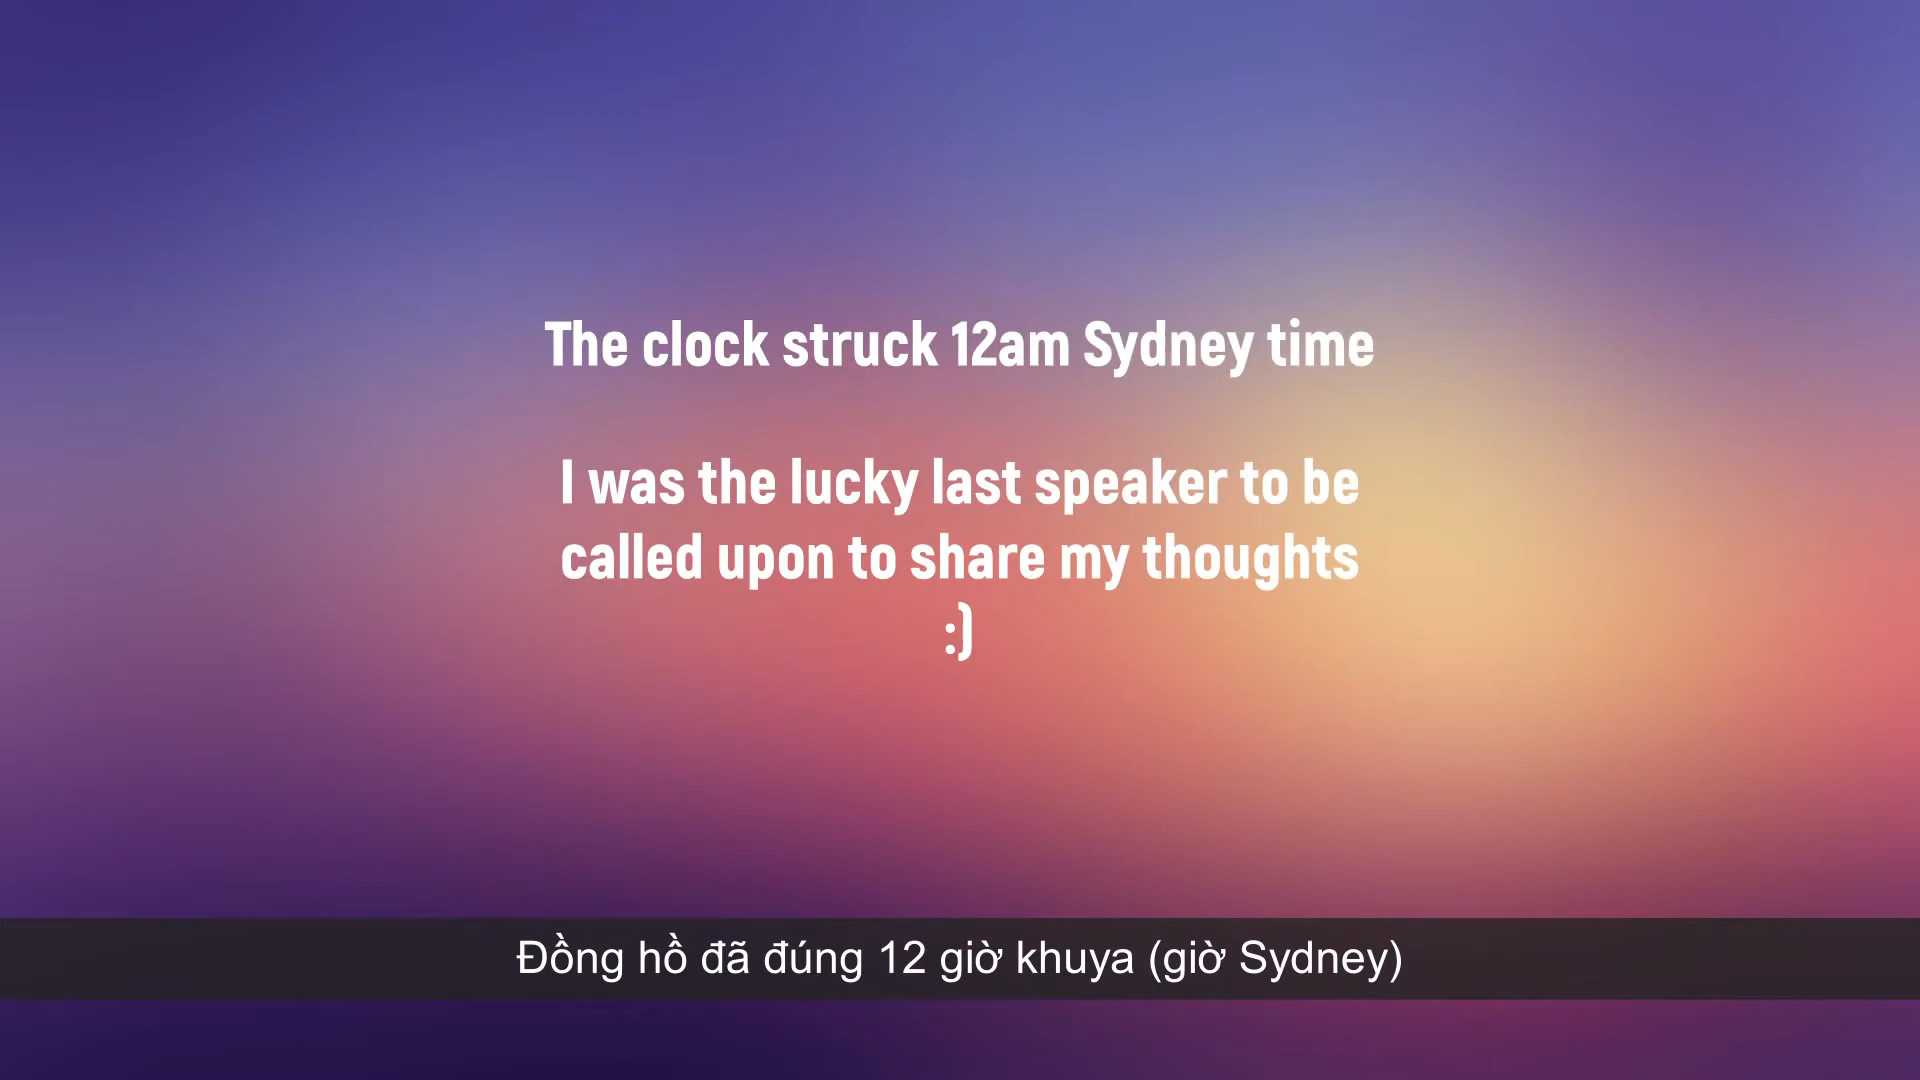 The clock struck 12am Sydney time
I was the lucky last speaker to be
called upon to share my thoughts
:)
Đồng hồ đã đúng 12 giờ khuya (giờ Sydney)